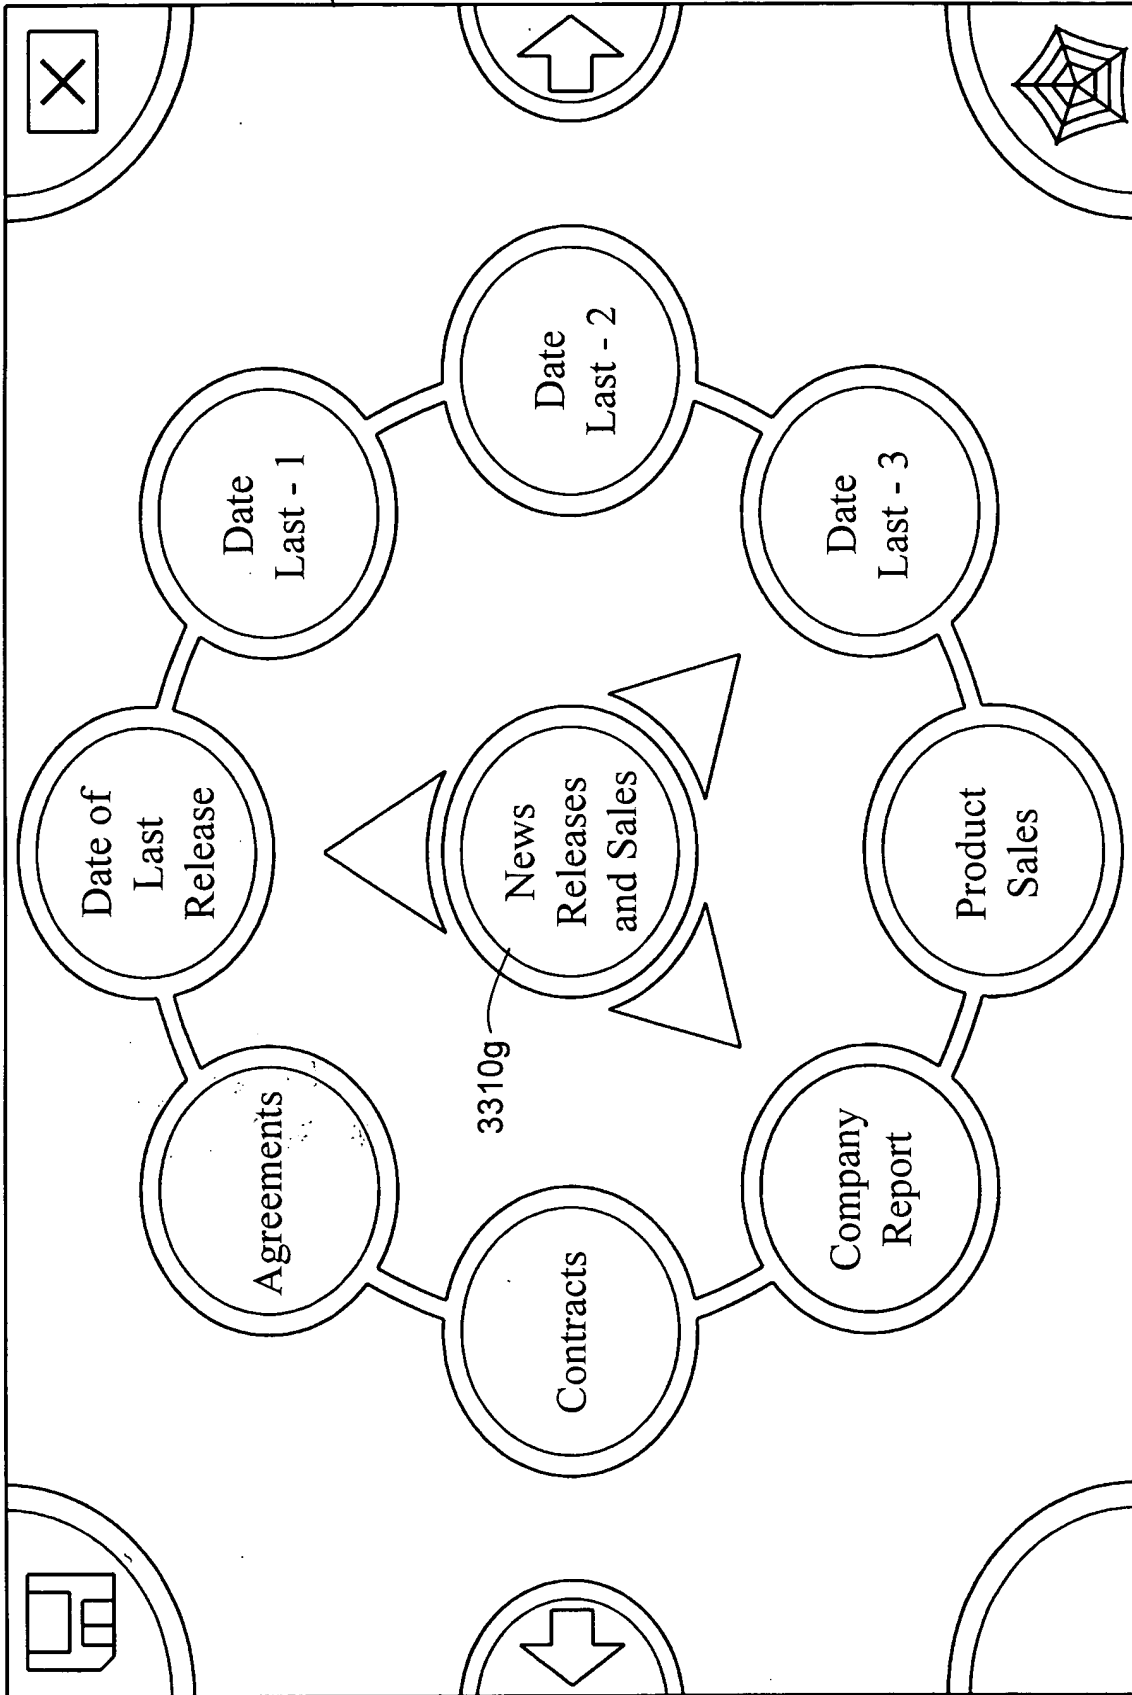 Date of
Last
Release
Agreements
Date
Last - 1
Contracts
3310g
News
Releases
and Sales
Date
Last - 2
Company
Report
Date
Last - 3
Product
Sales